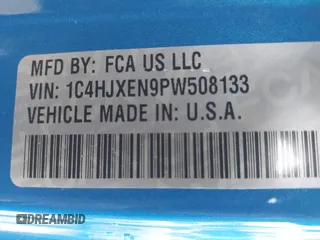 MFD BY: FCA US LLC
VIN: 1C4HJXEN9PW508133
VEHICLE MADE IN: U.S.A.
DREAMBID